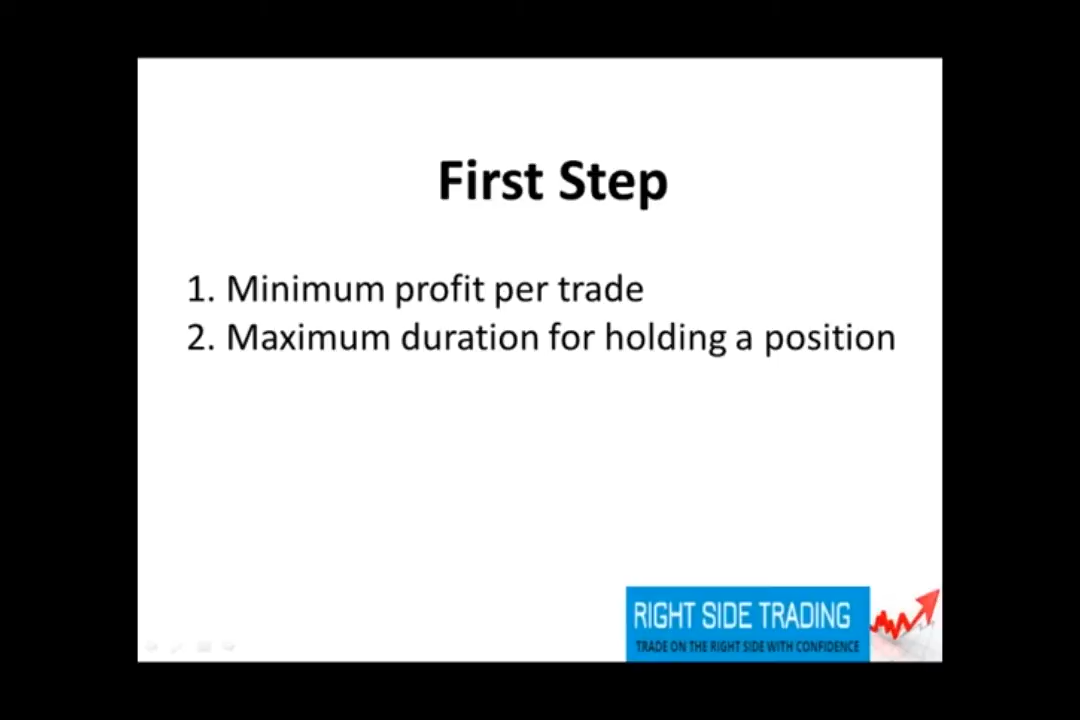 First Step
1. Minimum profit per trade
2. Maximum duration for holding a position
RIGHT SIDE TRADING
TRADE ON THE RIGHT SIDE WITH CONFIDENCE